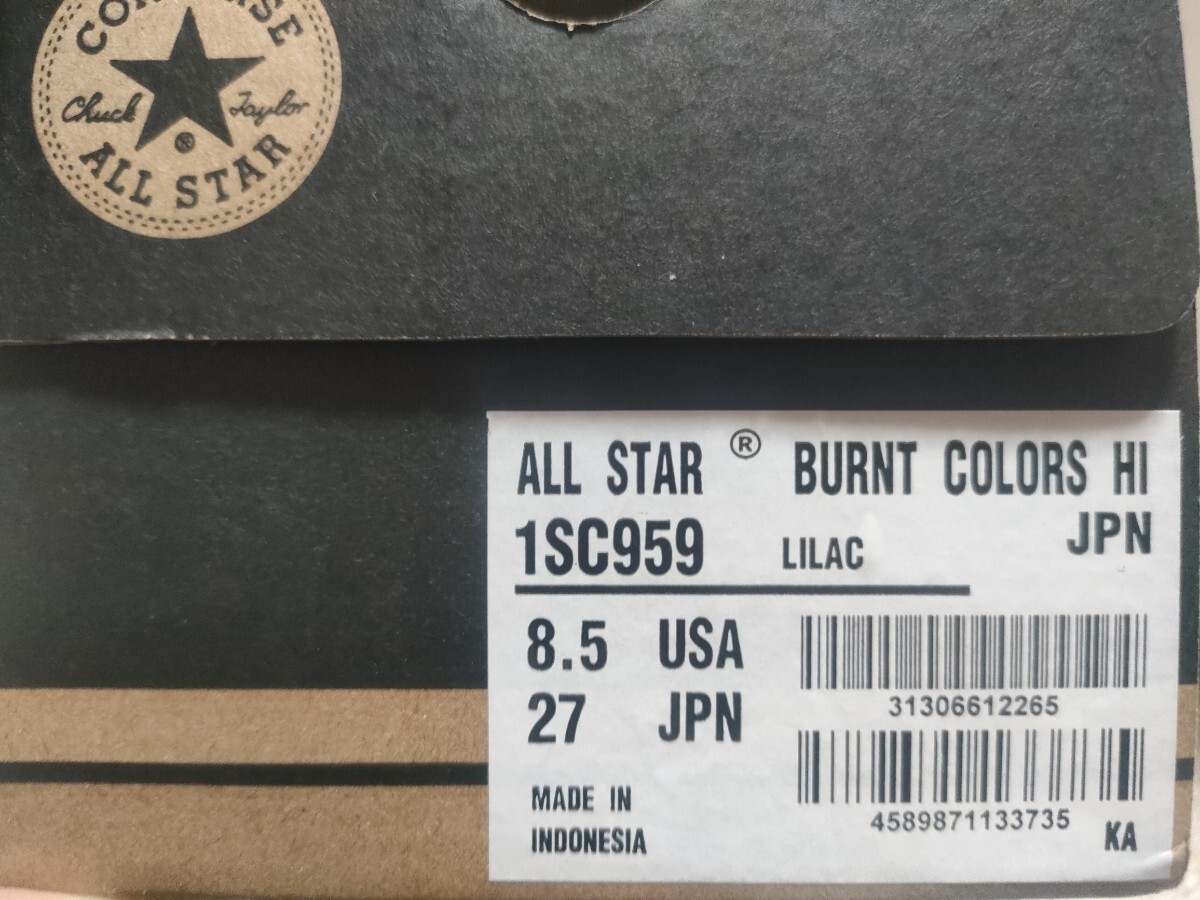 CONVERSE
Chuck Taylor
®
ALL STAR
ALL STAR ® BURNT COLORS HI
1SC959 LILAC JPN
8.5 USA
27 JPN
31306612265
MADE IN
INDONESIA
4589871133735 KA